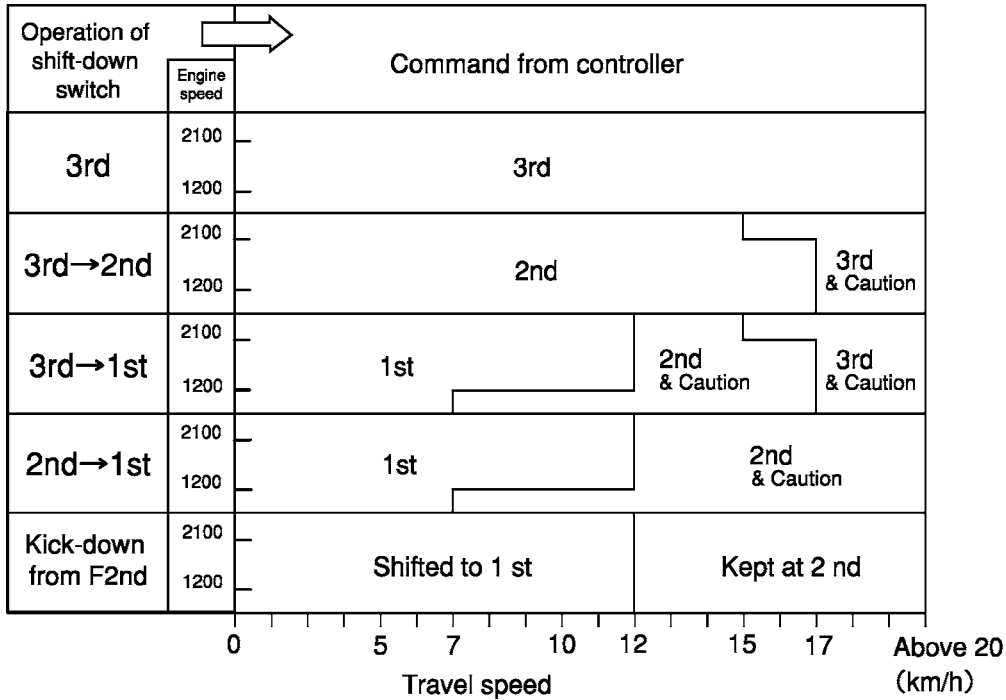 Operation of
shift-down
switch
Engine
speed
Command from controller
3rd
2100
1200
3rd
3rd→2nd
2100
1200
2nd
3rd
& Caution
3rd→1st
2100
1200
1st
2nd
& Caution
3rd
& Caution
2nd→1st
2100
1200
1st
2nd
& Caution
Kick-down
from F2nd
2100
1200
Shifted to 1 st
Kept at 2 nd
0 5 7 10 12 15 17 Above 20
Travel speed
(km/h)